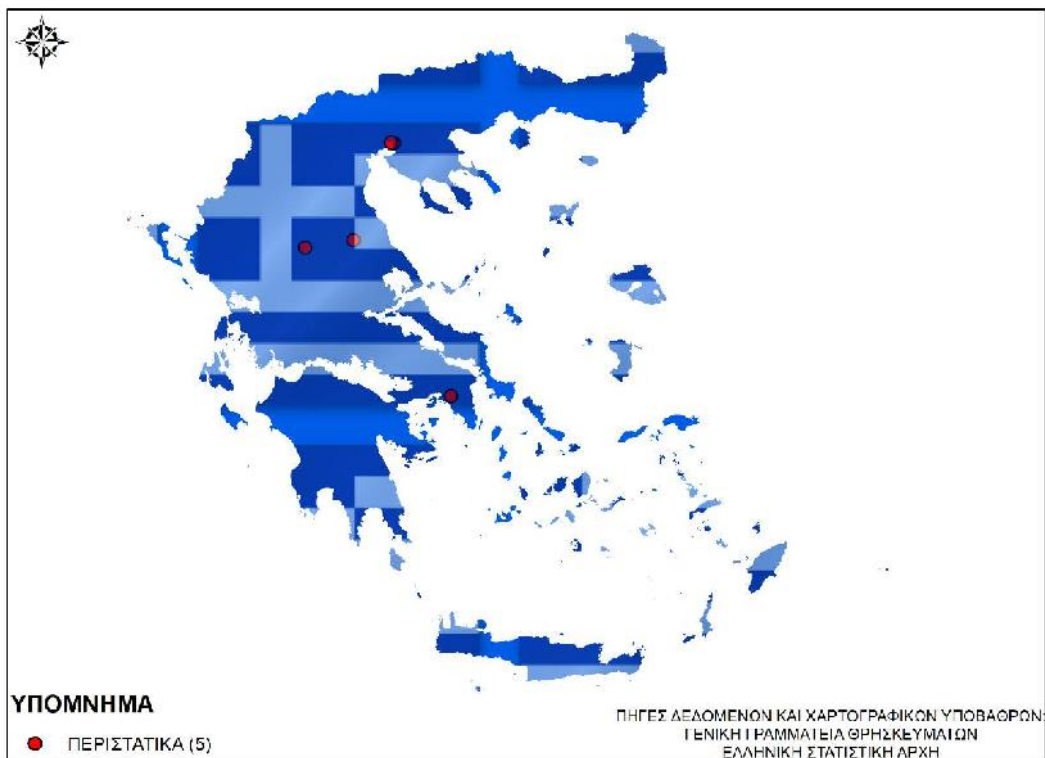 ΥΠΟΜΝΗΜΑ
ΠΕΡΙΣΤΑΤΙΚΑ (5)
ΠΗΓΕΣ ΔΕΔΟΜΕΝΩΝ ΚΑΙ ΧΑΡΤΟΓΡΑΦΙΚΩΝ ΥΠΟΒΑΘΡΩΝ:
ΓΕΝΙΚΗ ΓΡΑΜΜΑΤΕΙΑ ΘΡΗΣΚΕΥΜΑΤΩΝ
ΕΛΛΗΝΙΚΗ ΣΤΑΤΙΣΤΙΚΗ ΑΡΧΗ